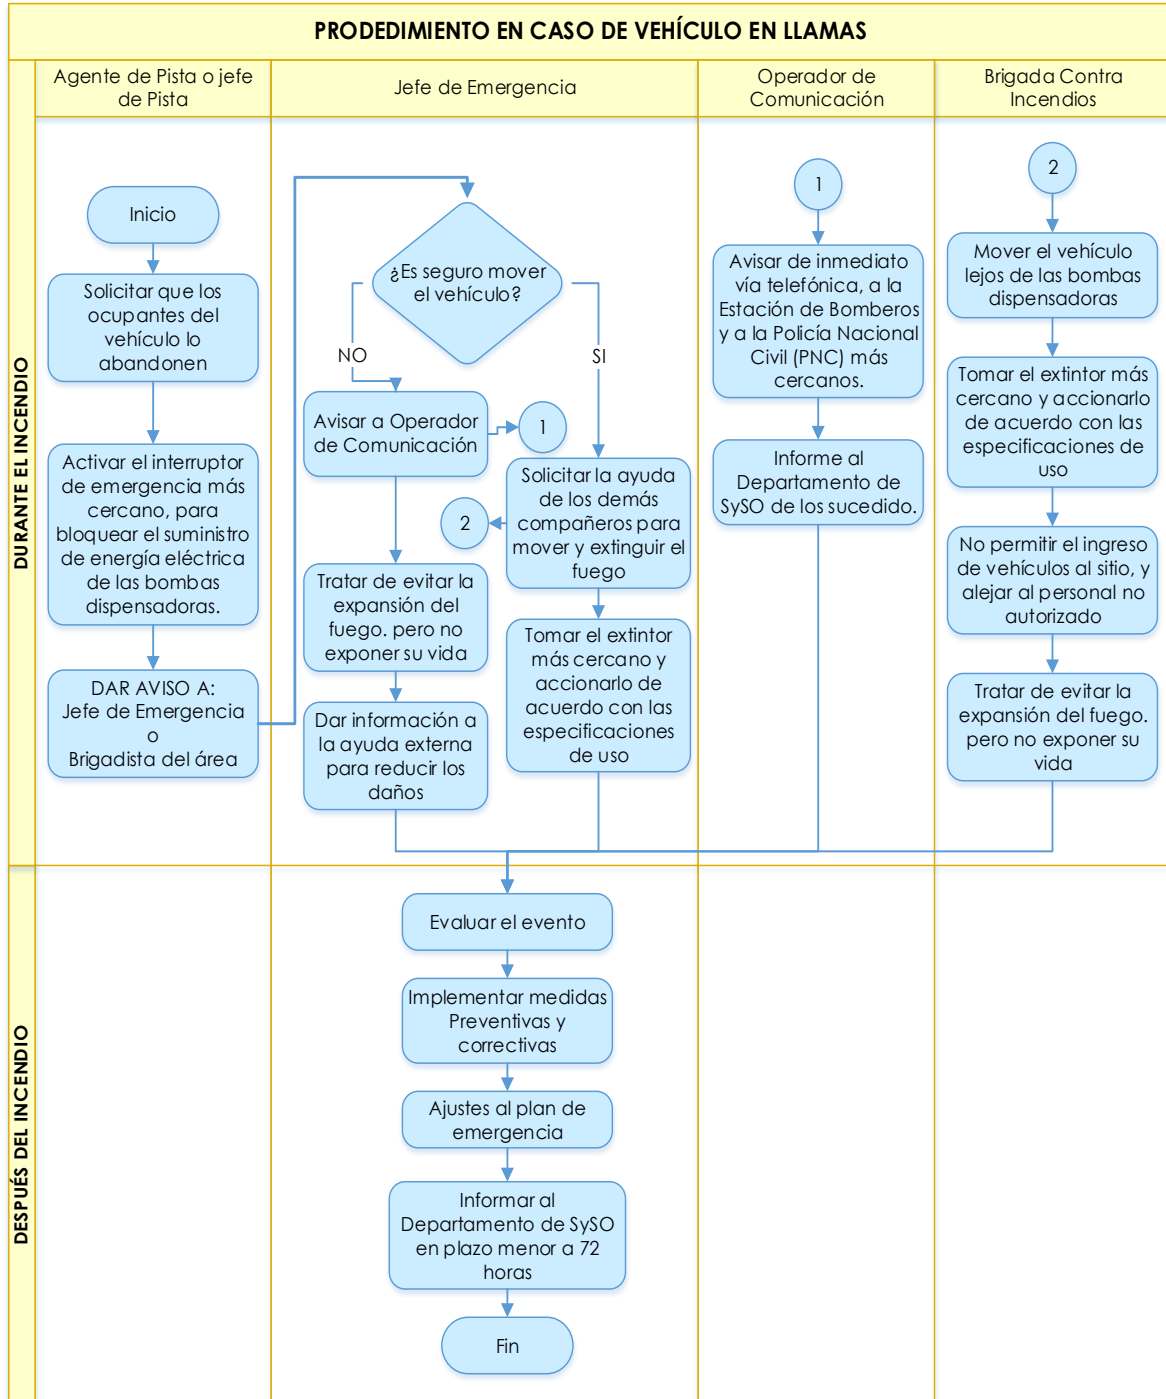 PRODEDIMIENTO EN CASO DE VEHÍCULO EN LLAMAS
Agente de Pista o jefe
de Pista
Jefe de Emergencia
Operador de
Comunicación
Brigada Contra
Incendios
DURANTE EL INCENDIO
Inicio
Solicitar que los
ocupantes del
vehículo lo
abandonen
Activar el interruptor
de emergencia más
cercano, para
bloquear el suministro
de energía eléctrica
de las bombas
dispensadoras.
DAR AVISO A:
Jefe de Emergencia
o
Brigadista del área
¿Es seguro mover
el vehículo?
NO
SI
Avisar a Operador
de Comunicación
1
Tratar de evitar la
expansión del
fuego. pero no
exponer su vida
Dar información a
la ayuda externa
para reducir los
daños
Solicitar la ayuda
de los demás
compañeros para
mover y extinguir el
fuego
2
Tomar el extintor
más cercano y
accionarlo de
acuerdo con las
especificaciones
de uso
1
Avisar de inmediato
vía telefónica, a la
Estación de Bomberos
y a la Policía Nacional
Civil (PNC) más
cercanos.
Informe al
Departamento de
SySO de los sucedido.
2
Mover el vehículo
lejos de las bombas
dispensadoras
Tomar el extintor más
cercano y accionarlo
de acuerdo con las
especificaciones de
uso
No permitir el ingreso
de vehículos al sitio, y
alejar al personal no
autorizado
Tratar de evitar la
expansión del fuego.
pero no exponer su
vida
DESPUÉS DEL INCENDIO
Evaluar el evento
Implementar medidas
Preventivas y
correctivas
Ajustes al plan de
emergencia
Informar al
Departamento de SySO
en plazo menor a 72
horas
Fin